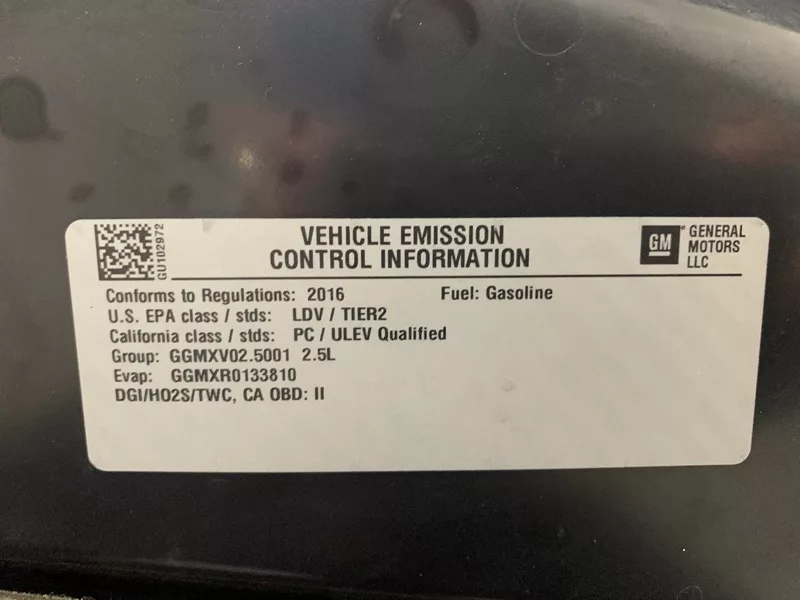 GU102972
VEHICLE EMISSION
CONTROL INFORMATION
GM
GENERAL
MOTORS
LLC
Conforms to Regulations: 2016 Fuel: Gasoline
U.S. EPA class / stds: LDV / TIER2
California class / stds: PC / ULEV Qualified
Group: GGMXV02.5001 2.5L
Evap: GGMXR0133810
DGI/HO2S/TWC, CA OBD: II